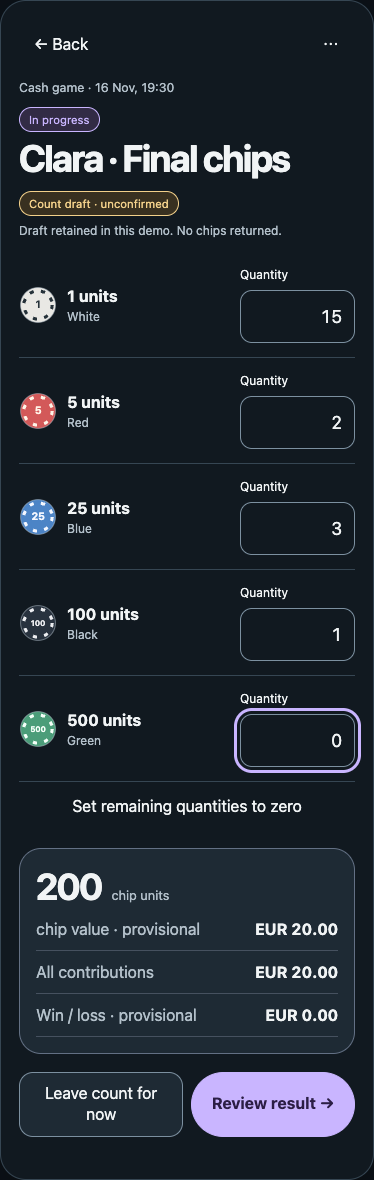 ← Back
...
Cash game · 16 Nov, 19:30
In progress
Clara · Final chips
Count draft · unconfirmed
Draft retained in this demo. No chips returned.
Quantity
1
1 units
White
15
Quantity
5
5 units
Red
2
Quantity
25
25 units
Blue
3
Quantity
100
100 units
Black
1
Quantity
500
500 units
Green
0
Set remaining quantities to zero
200 chip units
chip value · provisional EUR 20.00
All contributions EUR 20.00
Win / loss · provisional EUR 0.00
Leave count for
now
Review result →